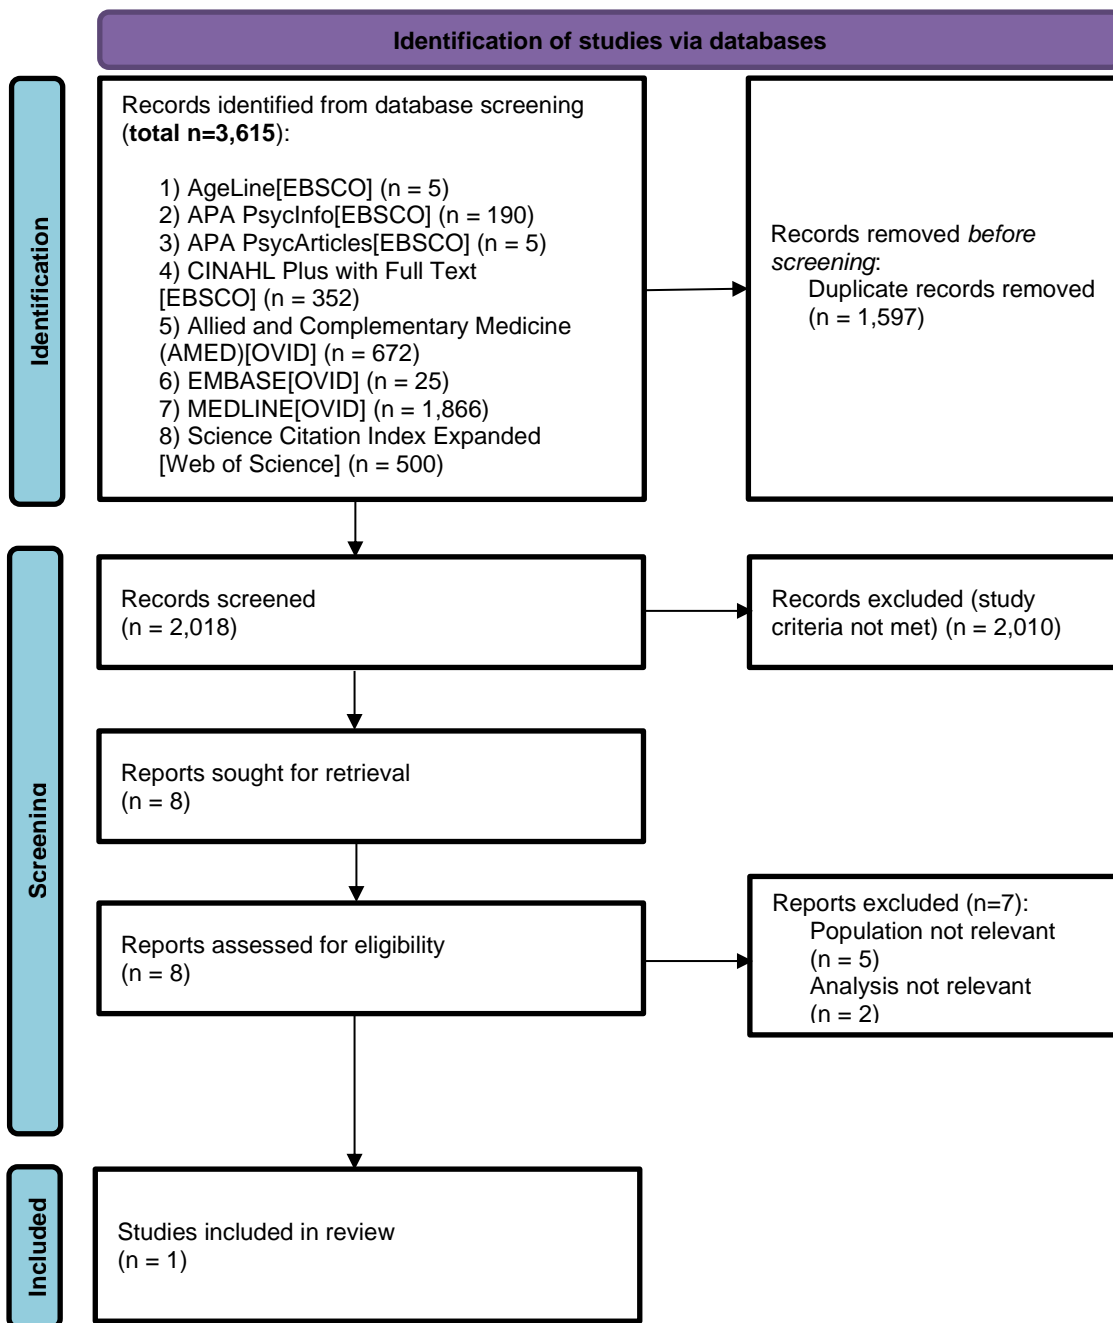 Identification of studies via databases
Identification
Records identified from database screening
(total n=3,615):
1) AgeLine[EBSCO] (n = 5)
2) APA PsycInfo[EBSCO] (n = 190)
3) APA PsycArticles[EBSCO] (n = 5)
4) CINAHL Plus with Full Text
[EBSCO] (n = 352)
5) Allied and Complementary Medicine
(AMED)[OVID] (n = 672)
6) EMBASE[OVID] (n = 25)
7) MEDLINE[OVID] (n = 1,866)
8) Science Citation Index Expanded
[Web of Science] (n = 500)
Records removed before
screening:
Duplicate records removed
(n = 1,597)
Screening
Records screened
(n = 2,018)
Records excluded (study
criteria not met) (n = 2,010)
Reports sought for retrieval
(n = 8)
Reports assessed for eligibility
(n = 8)
Reports excluded (n=7):
Population not relevant
(n = 5)
Analysis not relevant
(n = 2)
Included
Studies included in review
(n = 1)